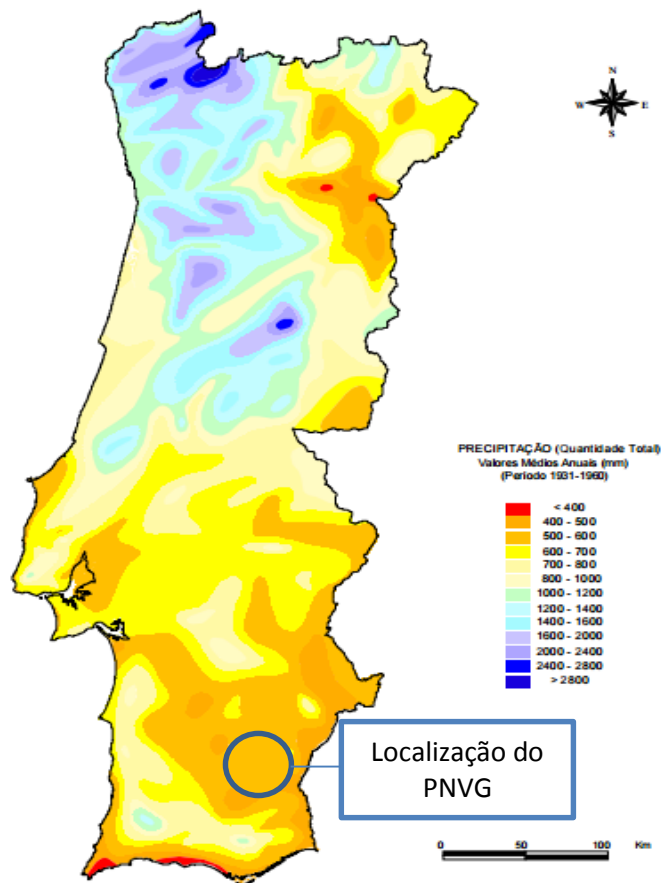 N
W E
S
PRECIPITAÇÃO (Quantidade Total)
Valores Médios Anuais (mm)
(Período 1931-1960)
< 400
400 - 500
500 - 600
600 - 700
700 - 800
800 - 1000
1000 - 1200
1200 - 1400
1400 - 1600
1600 - 2000
2000 - 2400
2400 - 2800
> 2800
Localização do
PNVG
0 50 100 Km